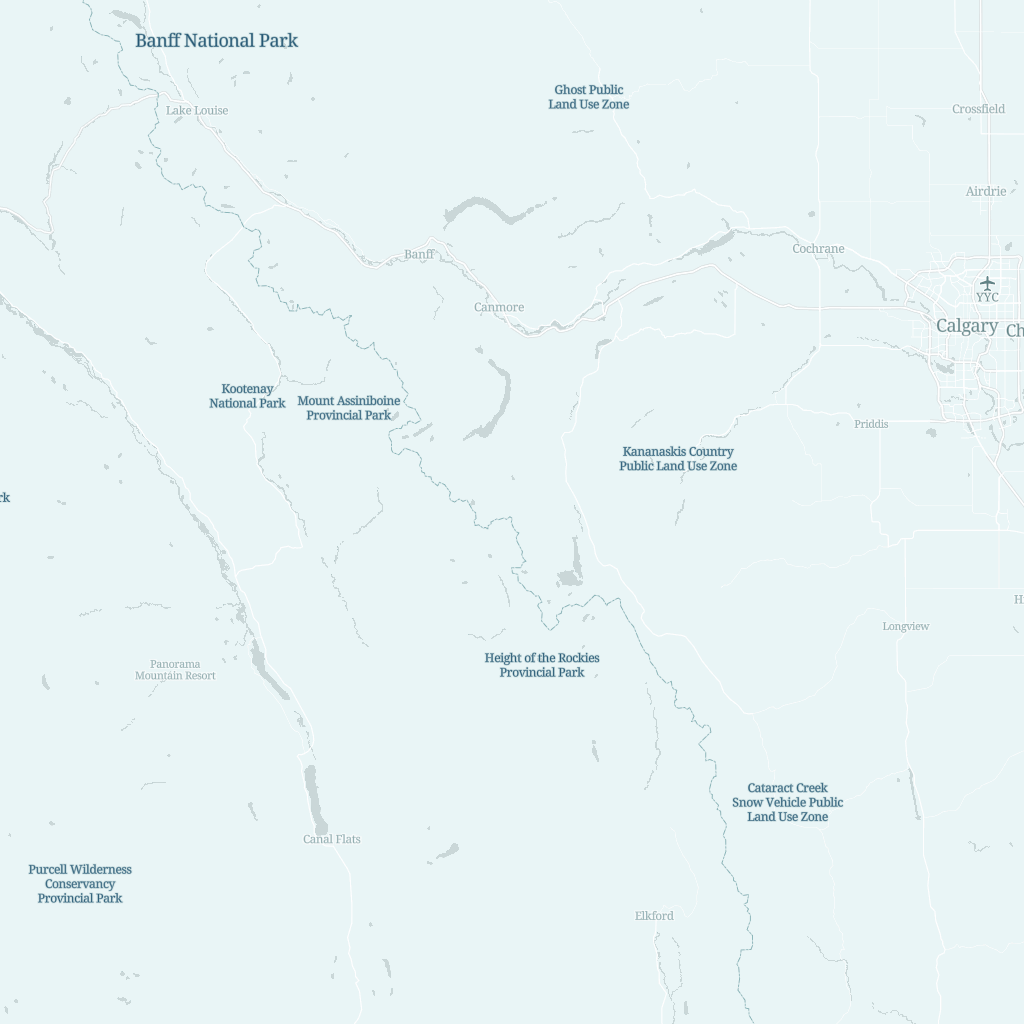 Banff National Park
Ghost Public
Land Use Zone
Lake Louise
Crossfield
Airdrie
Cochrane
Banff
YYC
Canmore
Calgary
Ch
Kootenay
National Park
Mount Assiniboine
Provincial Park
Priddis
Kananaskis Country
Public Land Use Zone
rk
H
Longview
Height of the Rockies
Provincial Park
Panorama
Mountain Resort
Cataract Creek
Snow Vehicle Public
Land Use Zone
Canal Flats
Purcell Wilderness
Conservancy
Provincial Park
Elkford